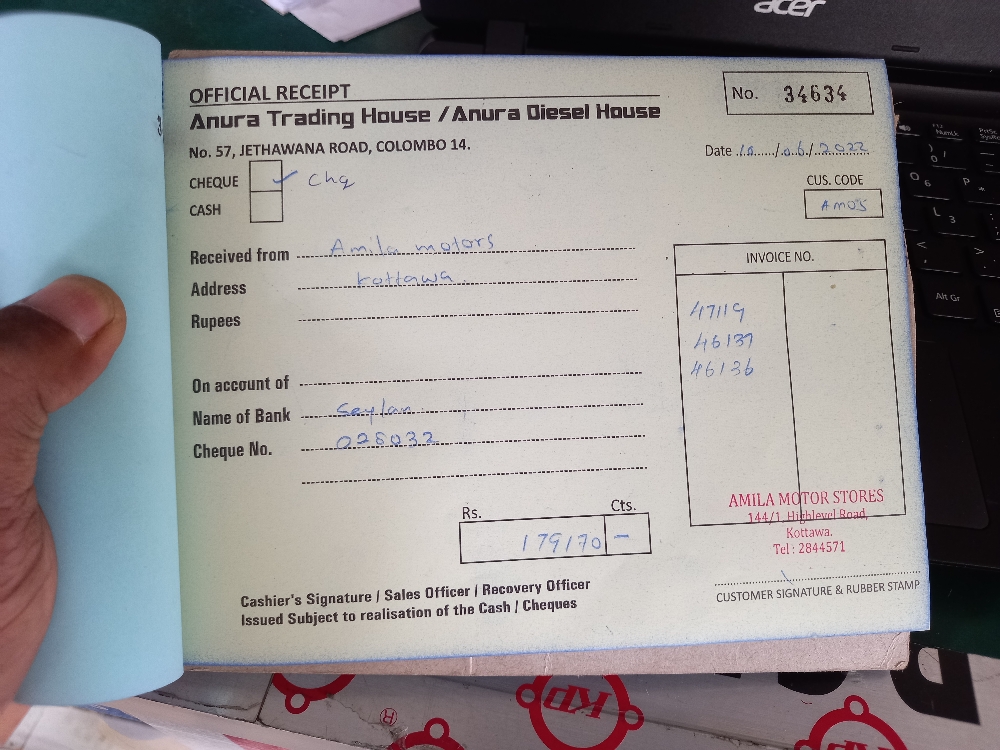 acer
OFFICIAL RECEIPT
No. 34634
Anura Trading House / Anura Diesel House
No. 57, JETHAWANA ROAD, COLOMBO 14.
Date 10/06/2022
CHEQUE ✓ Chq
CASH
CUS. CODE
AM05
Received from Amila motors
Address Kottawa
Rupees
INVOICE NO.
47119
46137
46136
On account of
Name of Bank Seylan
Cheque No. 028032
Rs. Cts.
179170 –
AMILA MOTOR STORES
144/1, Highlevel Road,
Kottawa.
Tel : 2844571
Cashier's Signature / Sales Officer / Recovery Officer
Issued Subject to realisation of the Cash / Cheques
CUSTOMER SIGNATURE & RUBBER STAMP
Alt Gr
KD
®